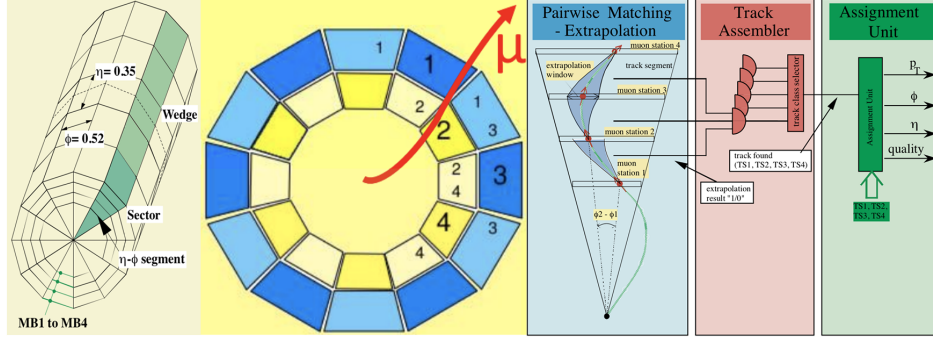 η= 0.35
Wedge
ϕ= 0.52
Sector
η-ϕ segment
MB1 to MB4
μ
1
1
1
2
2
3
3
2
4
4
3
4
Pairwise Matching
- Extrapolation
muon station 4
extrapolation
window
track segment
muon station 3
muon station 2
muon
station 1
ϕ2 - ϕ1
extrapolation
result "1/0"
Track
Assembler
track class selector
track found
(TS1, TS2, TS3, TS4)
Assignment
Unit
Assignment Unit
pT
ϕ
η
quality
TS1, TS2,
TS3, TS4